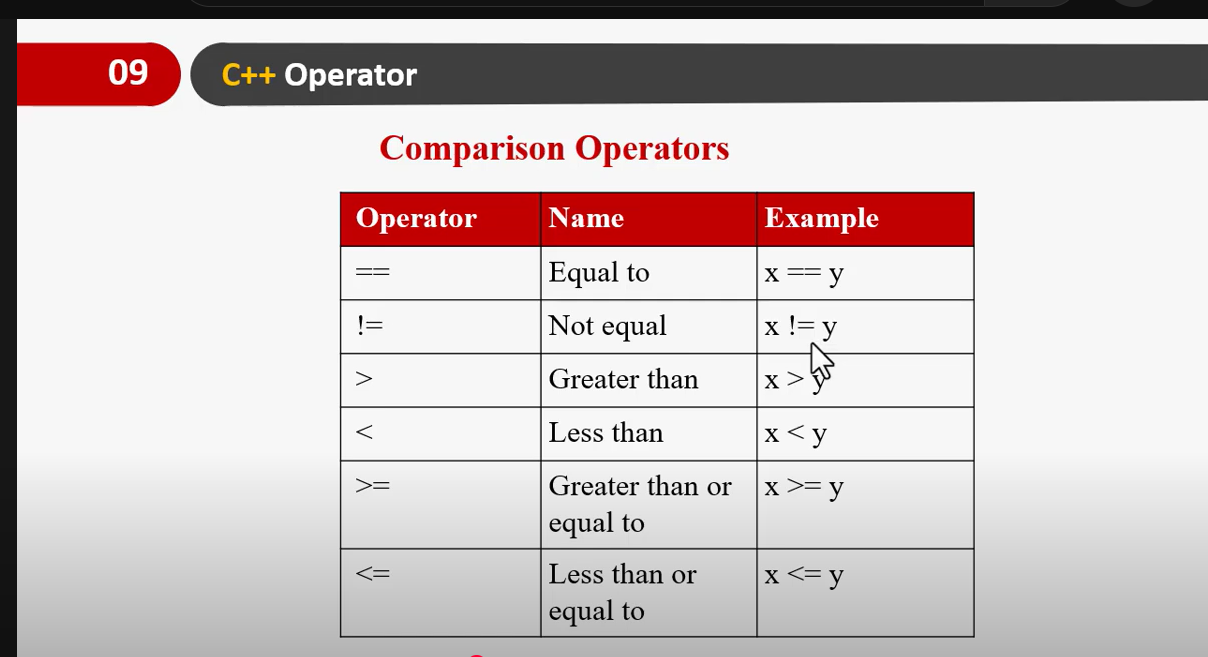 09
C++ Operator
Comparison Operators
Operator Name Example
== Equal to x == y
!= Not equal x != y
> Greater than x > y
< Less than x < y
>= Greater than or x >= y
equal to
<= Less than or x <= y
equal to